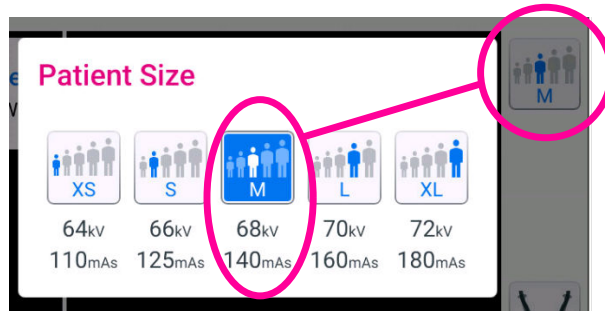 Patient Size
XS S M L XL
64kV 66kV 68kV 70kV 72kV
110mAs 125mAs 140mAs 160mAs 180mAs
M